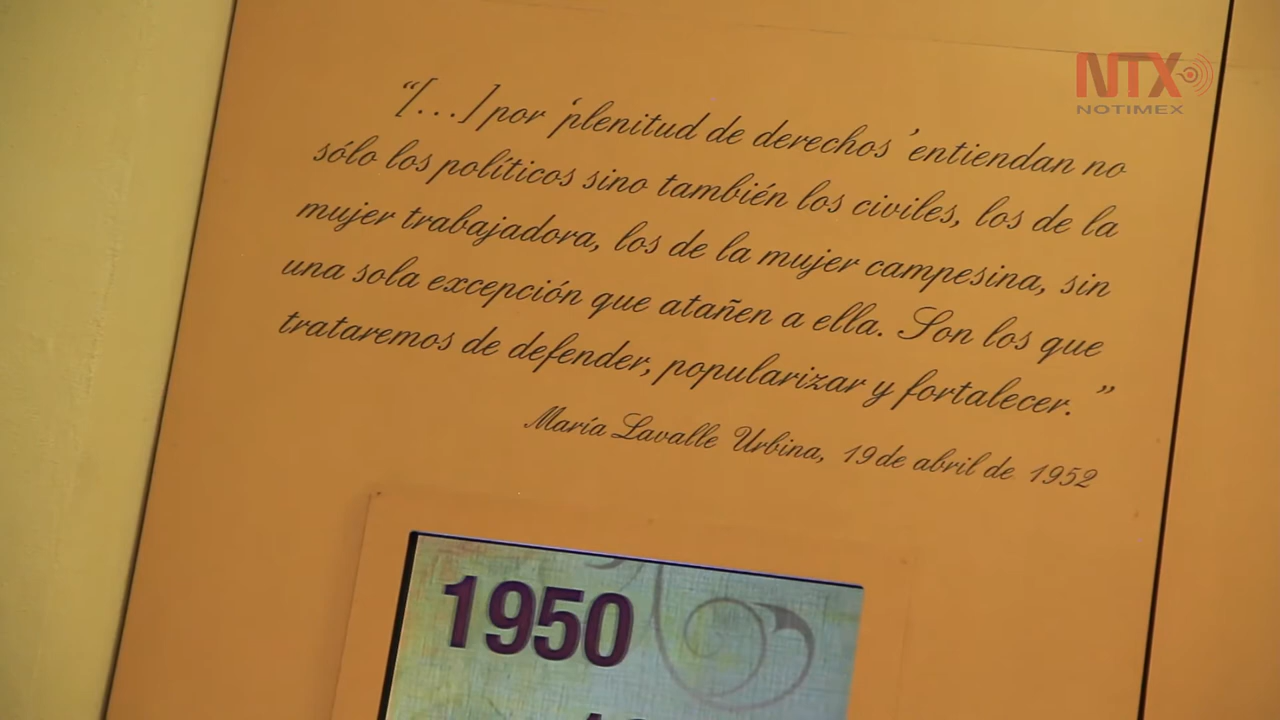 NTX
NOTIMEX
“[...] por 'plenitud de derechos' entiendan no
sólo los políticos sino también los civiles, los de la
mujer trabajadora, los de la mujer campesina, sin
una sola excepción que atañen a ella. Son los que
trataremos de defender, popularizar y fortalecer.”
María Lavalle Urbina, 19 de abril de 1952
1950